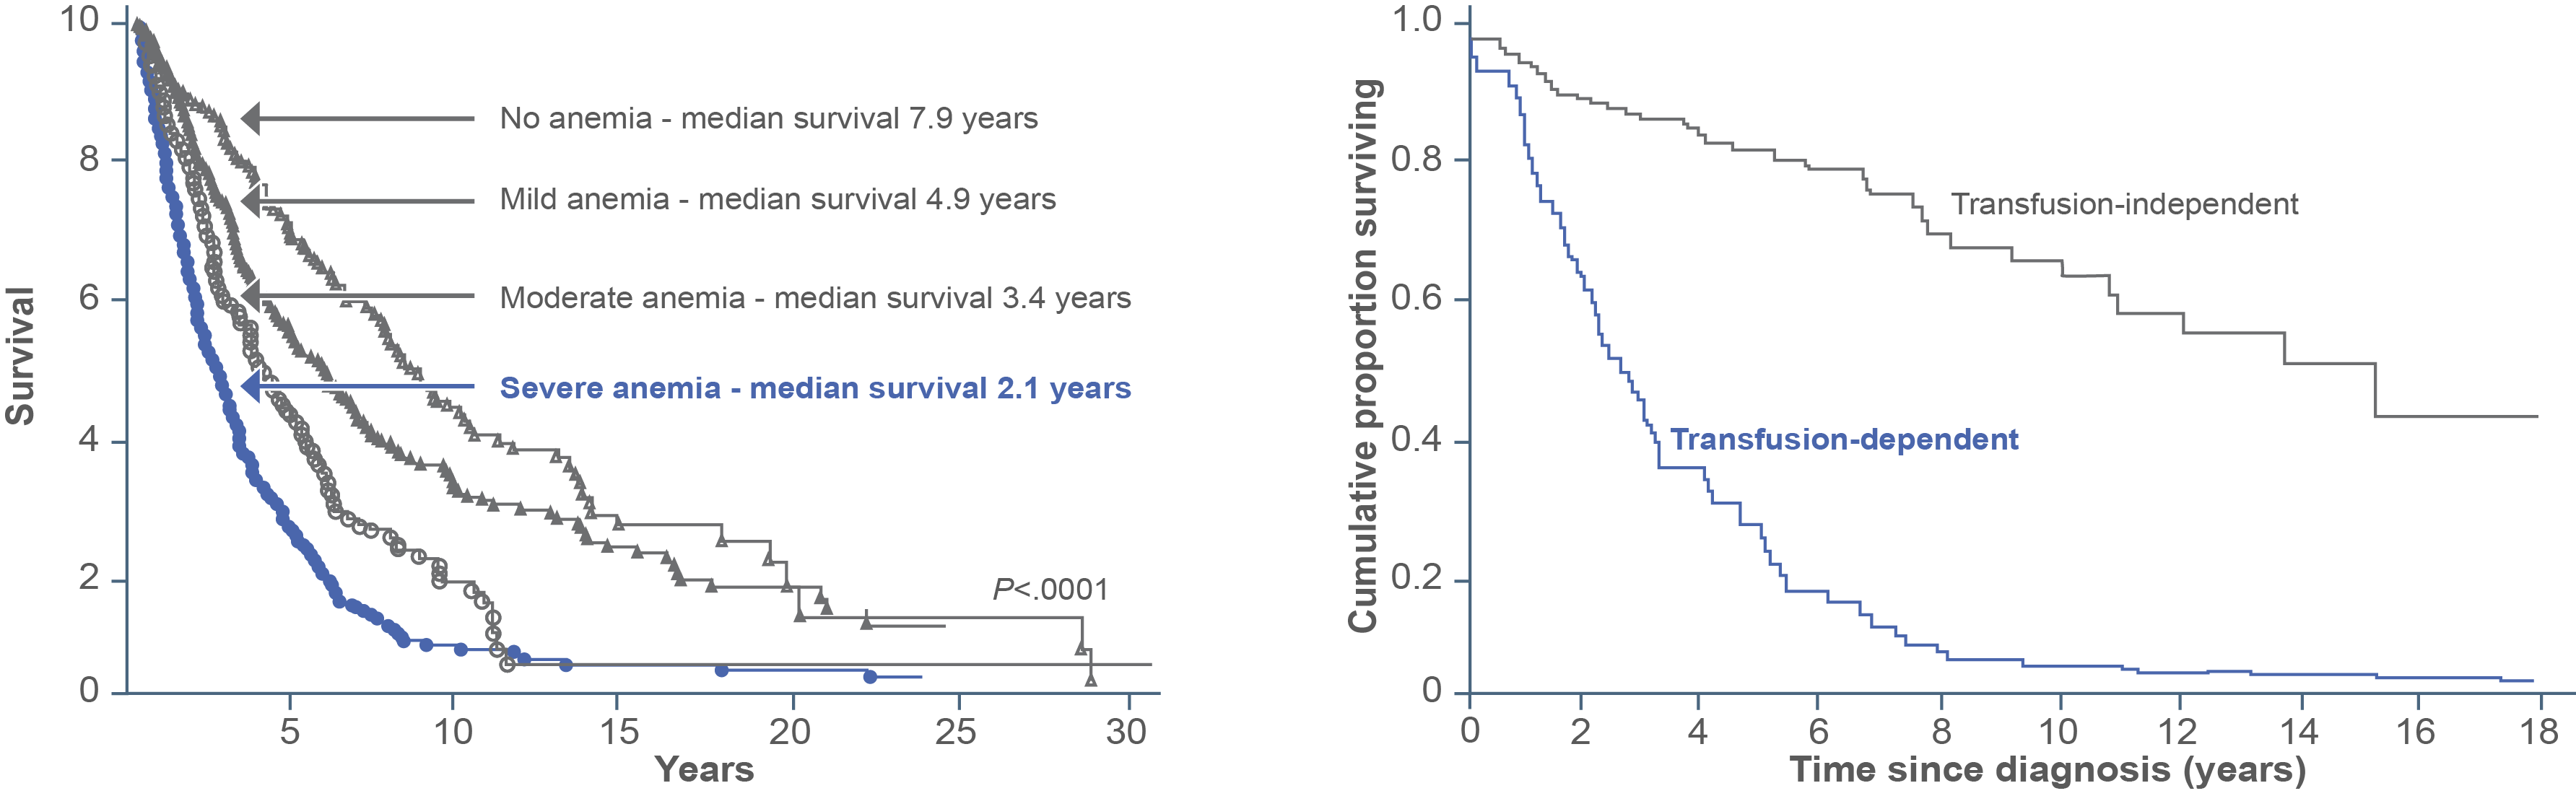 Survival
10
8
6
4
2
0
No anemia - median survival 7.9 years
Mild anemia - median survival 4.9 years
Moderate anemia - median survival 3.4 years
Severe anemia - median survival 2.1 years
P<.0001
5 10 15 20 25 30
Years
Cumulative proportion surviving
1.0
0.8
0.6
0.4
0.2
0
Transfusion-independent
Transfusion-dependent
0 2 4 6 8 10 12 14 16 18
Time since diagnosis (years)